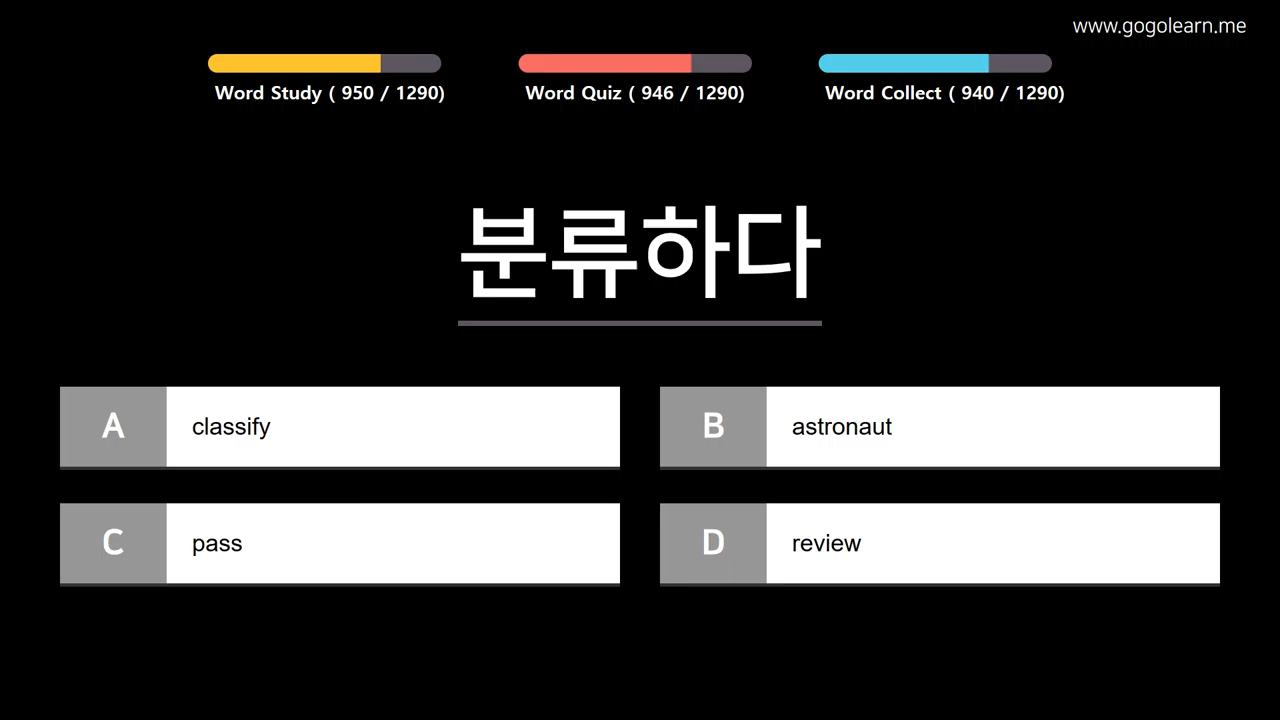 www.gogolearn.me
Word Study ( 950 / 1290)
Word Quiz ( 946 / 1290)
Word Collect ( 940 / 1290)
분류하다
A classify
B astronaut
C pass
D review